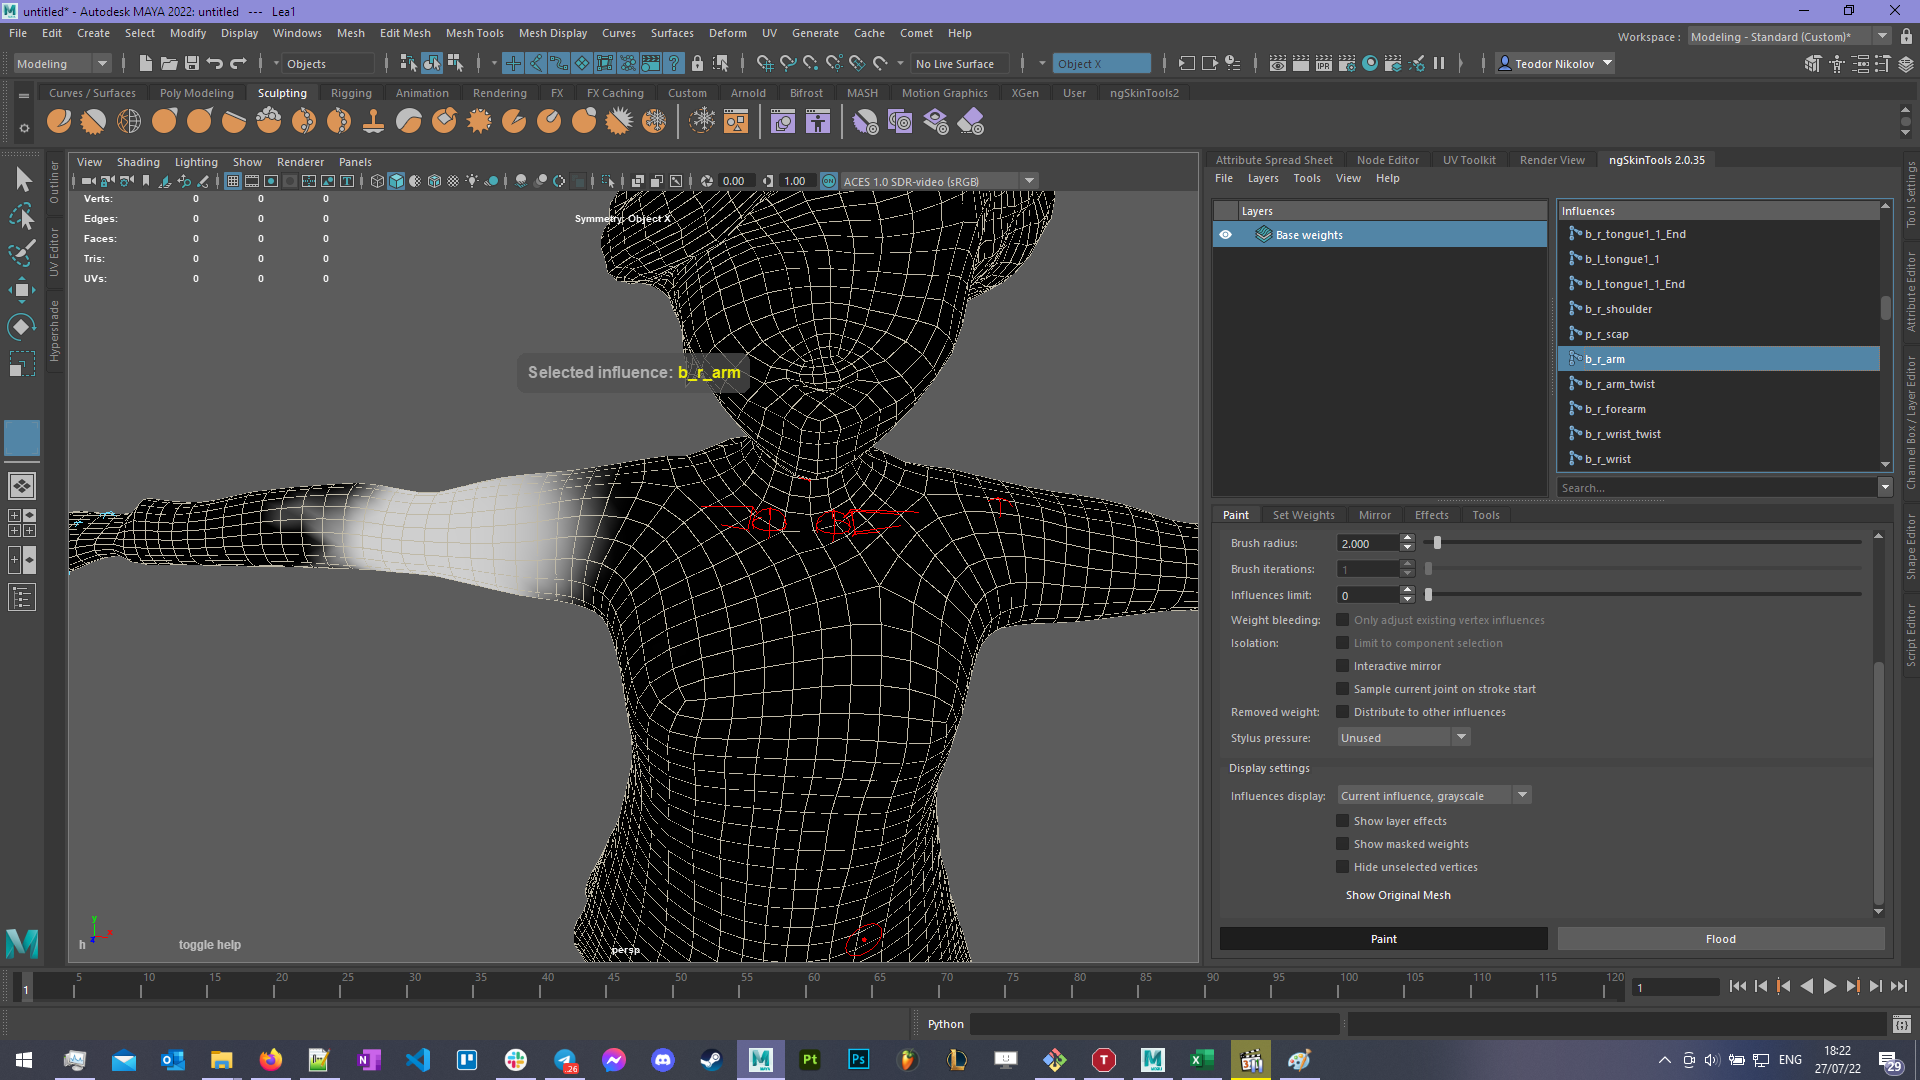 untitled* - Autodesk MAYA 2022: untitled   ---   Lea1
File Edit Create Select Modify Display Windows Mesh Edit Mesh Mesh Tools Mesh Display Curves Surfaces Deform UV Generate Cache Comet Help
Workspace : Modeling - Standard (Custom)*
Modeling
Objects
No Live Surface
Object X
Teodor Nikolov
Curves / Surfaces Poly Modeling Sculpting Rigging Animation Rendering FX FX Caching Custom Arnold Bifrost MASH Motion Graphics XGen User ngSkinTools2
View Shading Lighting Show Renderer Panels
0.00 1.00 ACES 1.0 SDR-video (sRGB)
Outliner
UV Editor
Hypershade
Verts: 0 0 0
Edges: 0 0 0
Faces: 0 0 0
Tris: 0 0 0
UVs: 0 0 0
Symmetry: Object X
Selected influence: b_r_arm
h toggle help
y
x
z
persp
Attribute Spread Sheet Node Editor UV Toolkit Render View ngSkinTools 2.0.35
File Layers Tools View Help
Layers
Base weights
Influences
b_r_tongue1_1_End
b_l_tongue1_1
b_l_tongue1_1_End
b_r_shoulder
p_r_scap
b_r_arm
b_r_arm_twist
b_r_forearm
b_r_wrist_twist
b_r_wrist
Search...
Paint Set Weights Mirror Effects Tools
Brush radius: 2.000
Brush iterations: 1
Influences limit: 0
Weight bleeding: Only adjust existing vertex influences
Isolation: Limit to component selection
Interactive mirror
Sample current joint on stroke start
Removed weight: Distribute to other influences
Stylus pressure: Unused
Display settings
Influences display: Current influence, grayscale
Show layer effects
Show masked weights
Hide unselected vertices
Show Original Mesh
Paint Flood
Tool Settings
Attribute Editor
Channel Box / Layer Editor
Shape Editor
Script Editor
1 5 10 15 20 25 30 35 40 45 50 55 60 65 70 75 80 85 90 95 100 105 110 115 120
1
Python
ENG
18:22
27/07/22
29